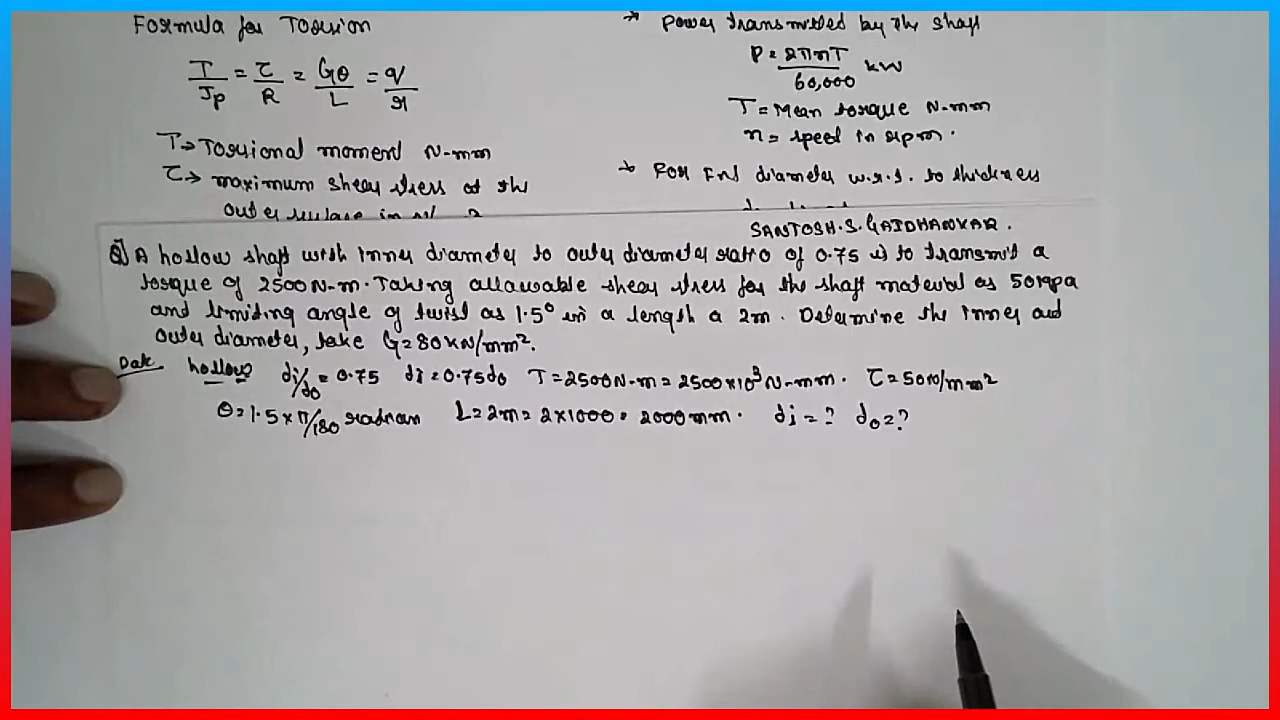 Formula for Torsion
T/Jp = τ/R = Gθ/L = q/r
T → Torsional moment N-mm
τ → maximum shear stress at the
outer surface in
→ Power transmitted by the shaft
P = 2πnT/60,000 kW
T = Mean torque N-mm
n = speed in rpm.
→ For Ext diameter w.r.t. to thickness
SANTOSH.S.GAIDHANKAR.
Q) A hollow shaft with inner diameter to outer diameter ratio of 0.75 is to transmit a
torque of 2500 N-m. Taking allowable shear stress for the shaft material as 50 Mpa
and limiting angle of twist as 1.5° in a length a 2m. Determine the inner and
outer diameter, take G = 80 kN/mm².
Data hollow di/do = 0.75 di = 0.75do T = 2500 N-m = 2500 × 10³ N-mm. τ = 50 N/mm²
θ = 1.5 × π/180 radian L = 2m = 2 × 1000 = 2000 mm. di = ? do = ?